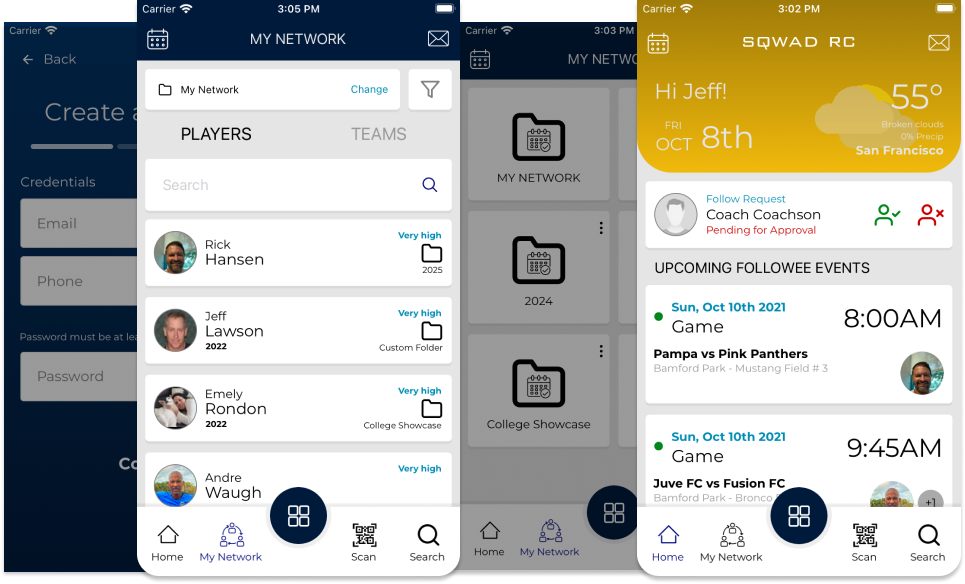 Carrier
Back
Create a
Credentials
Email
Phone
Password must be at lea
Password
Co
Carrier
3:05 PM
MY NETWORK
My Network
Change
PLAYERS
TEAMS
Search
Rick
Hansen
Very high
2025
Jeff
Lawson
2022
Very high
Custom Folder
Emely
Rondon
2022
Very high
College Showcase
Andre
Waugh
Very high
Home
My Network
Scan
Search
Carrier
3:03 PM
MY NETWO
MY NETWORK
2024
College Showcase
Home
My Network
Carrier
3:02 PM
SQWAD RC
Hi Jeff!
FRI
OCT 8th
55°
Broken clouds
0% Precip
San Francisco
Follow Request
Coach Coachson
Pending for Approval
UPCOMING FOLLOWEE EVENTS
Sun, Oct 10th 2021
Game
8:00AM
Pampa vs Pink Panthers
Bamford Park - Mustang Field # 3
Sun, Oct 10th 2021
Game
9:45AM
Juve FC vs Fusion FC
Bamford Park - Bronco
+1
Home
My Network
Scan
Search